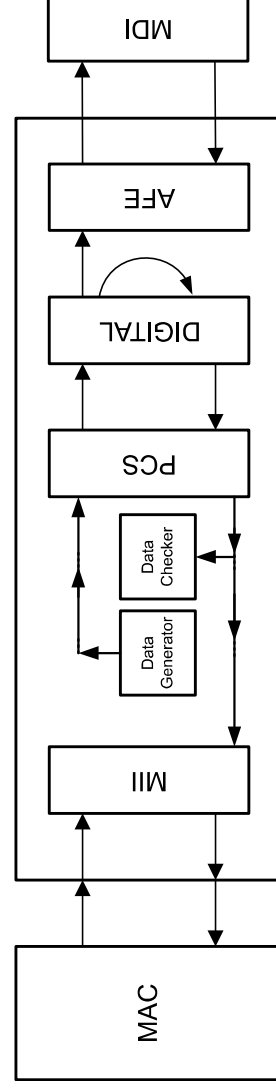 MDI
AFE
DIGITAL
PCS
Data
Checker
Data
Generator
MII
MAC